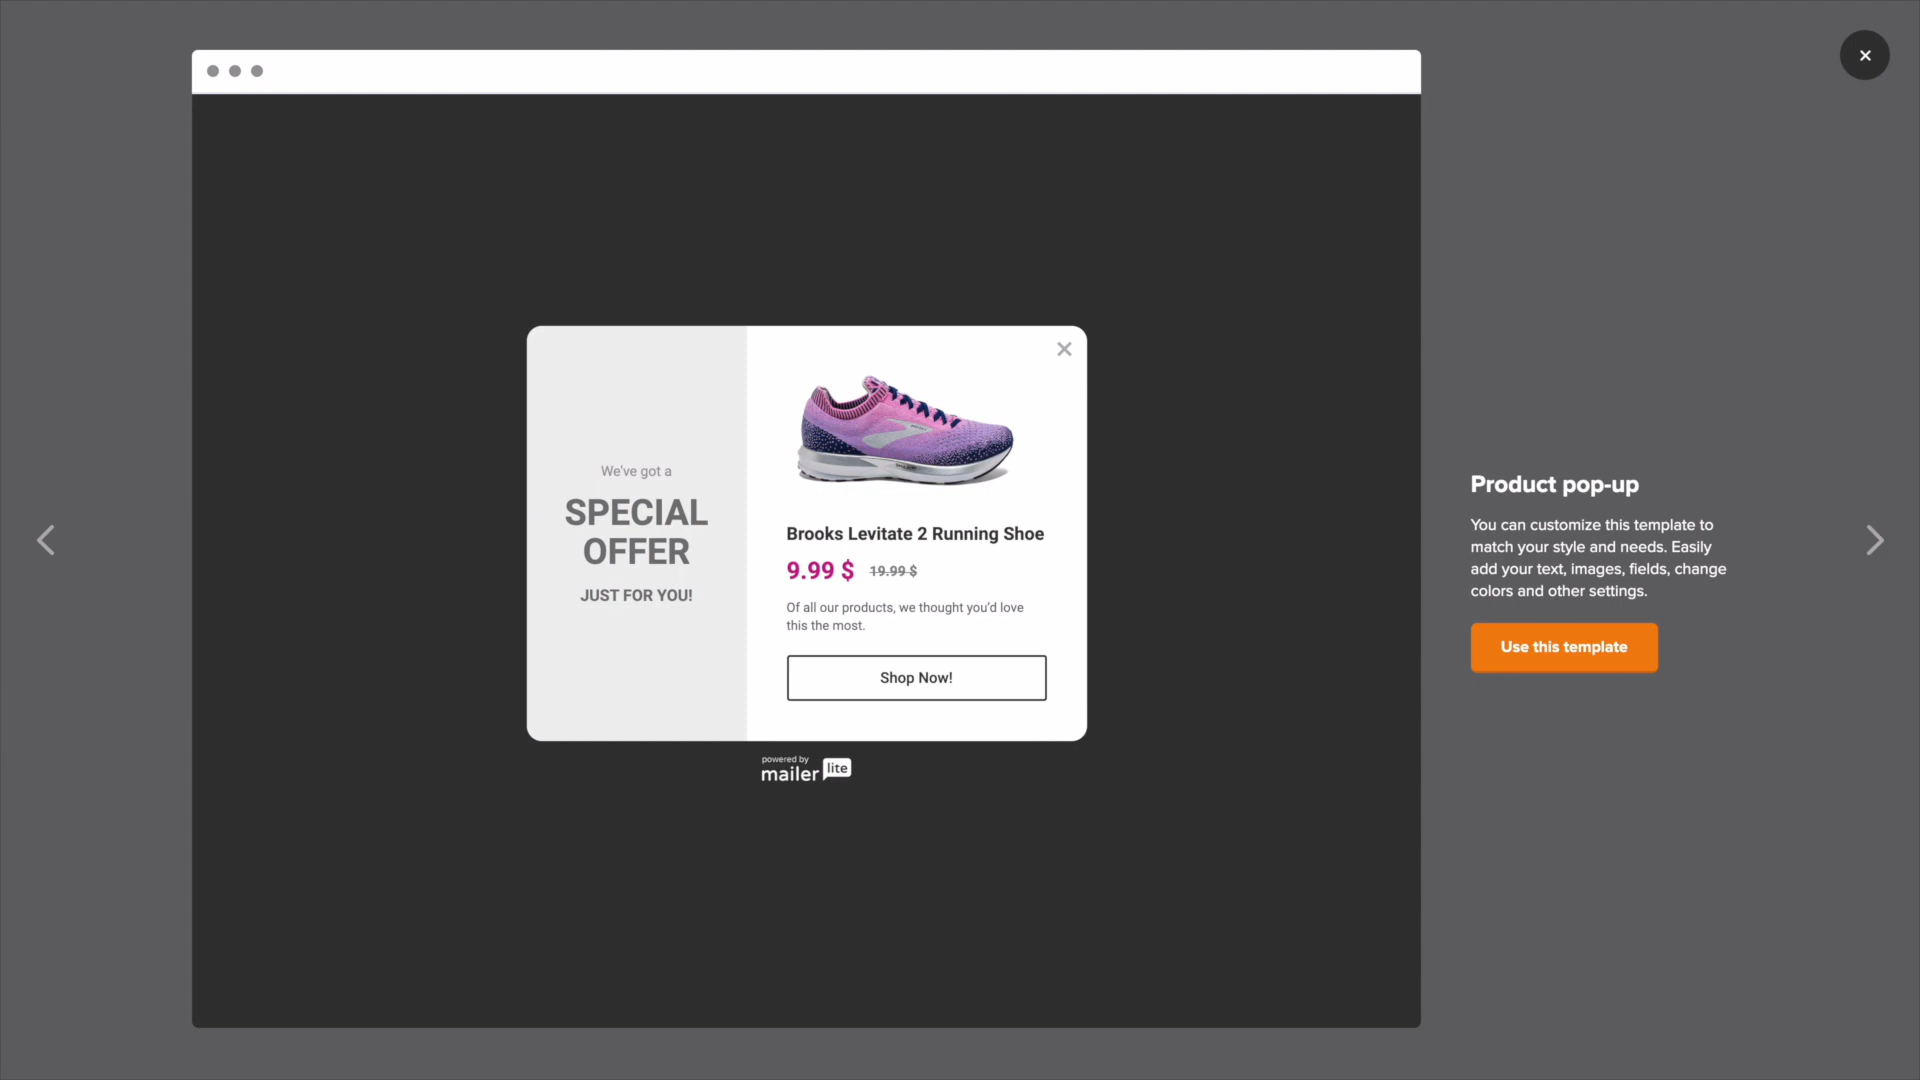 We've got a
SPECIAL
OFFER
JUST FOR YOU!
Brooks Levitate 2 Running Shoe
9.99 $ 19.99 $
Of all our products, we thought you'd love
this the most.
Shop Now!
powered by
mailer lite
Product pop-up
You can customize this template to
match your style and needs. Easily
add your text, images, fields, change
colors and other settings.
Use this template